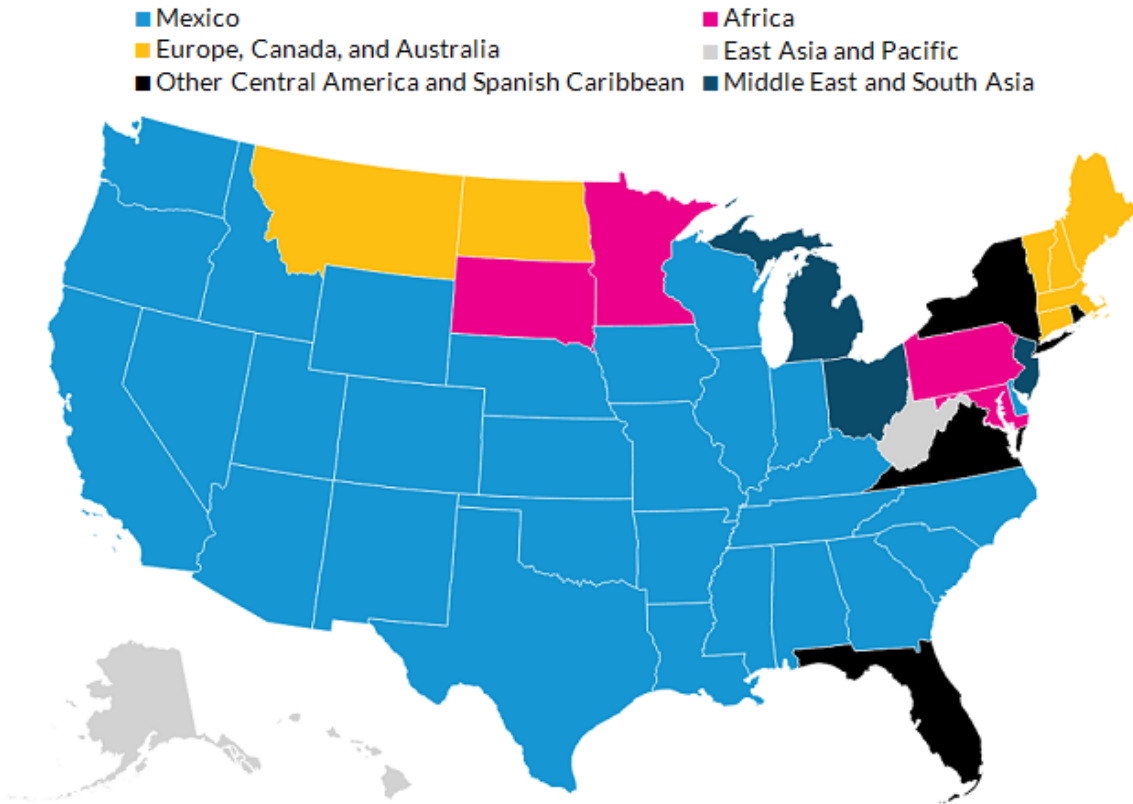 Mexico
Africa
Europe, Canada, and Australia
East Asia and Pacific
Other Central America and Spanish Caribbean
Middle East and South Asia